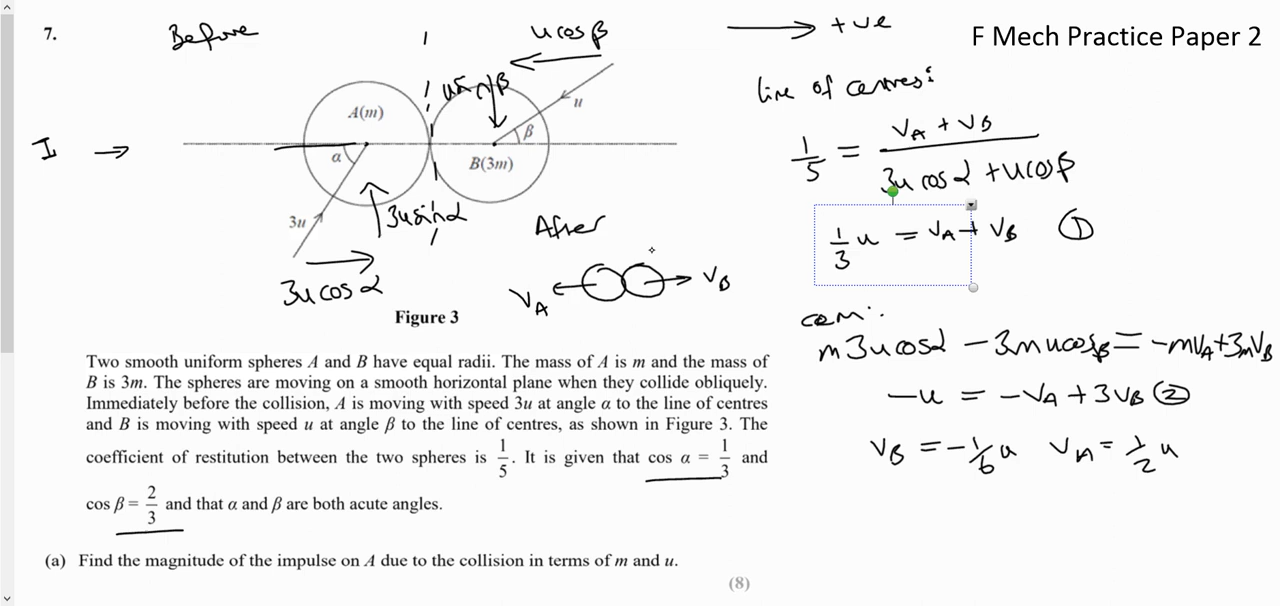 7.
Before
u cos β
→ +ve
F Mech Practice Paper 2
line of centres:
u sin β
A(m)
u
β
α
B(3m)
I →
3u
3u sin α
3u cos α
After
V_A
V_B
Figure 3
1/5 = (V_A + V_B) / (3u cos α + u cos β)
1/3 u = V_A + V_B ①
com:
m3u cos α − 3m u cos β = −mV_A + 3mV_B
−u = −V_A + 3V_B ②
V_B = −1/6 u V_A = 1/2 u
Two smooth uniform spheres A and B have equal radii. The mass of A is m and the mass of
B is 3m. The spheres are moving on a smooth horizontal plane when they collide obliquely.
Immediately before the collision, A is moving with speed 3u at angle α to the line of centres
and B is moving with speed u at angle β to the line of centres, as shown in Figure 3. The
coefficient of restitution between the two spheres is 1/5. It is given that cos α = 1/3 and
cos β = 2/3 and that α and β are both acute angles.
(a) Find the magnitude of the impulse on A due to the collision in terms of m and u.
(8)